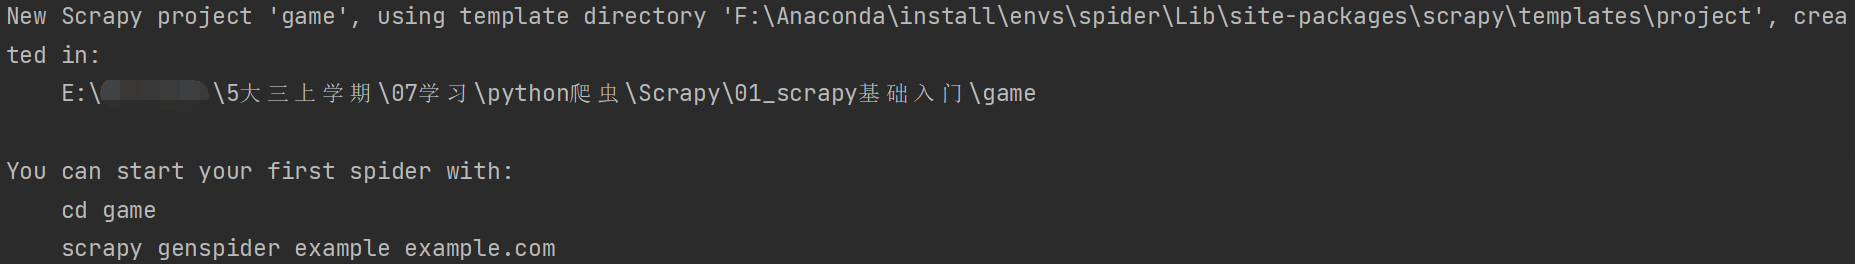 New Scrapy project 'game', using template directory 'F:\Anaconda\install\envs\spider\Lib\site-packages\scrapy\templates\project', crea
ted in:
    E:\ \5大三上学期\07学习\python爬虫\Scrapy\01_scrapy基础入门\game
You can start your first spider with:
    cd game
    scrapy genspider example example.com